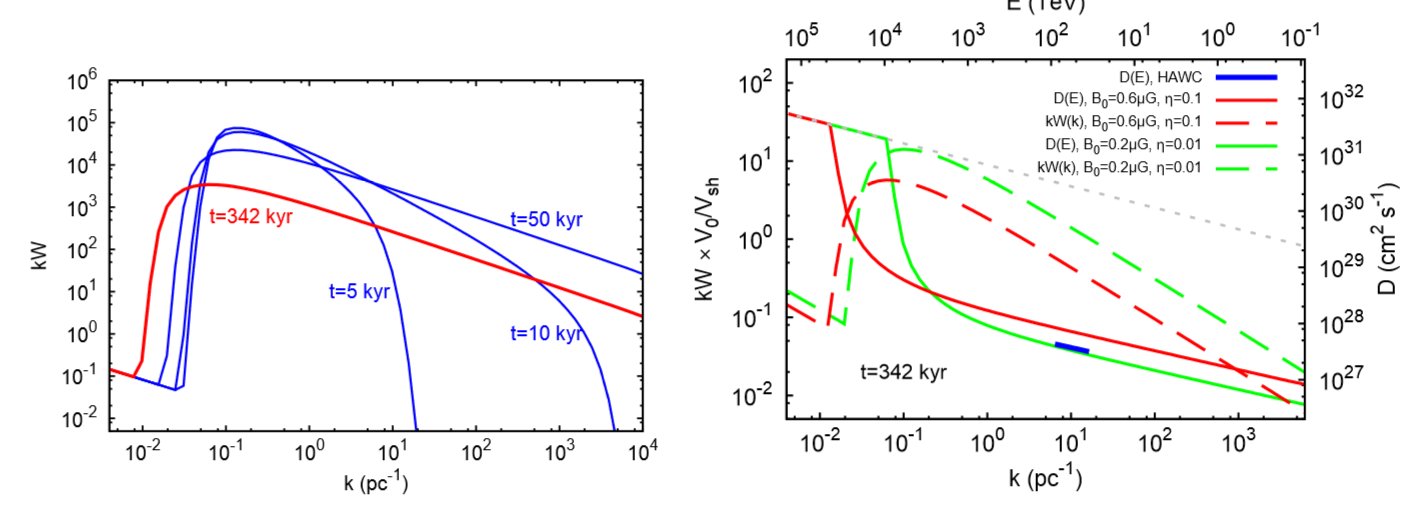 10^6
10^5
10^4
10^3
10^2
10^1
10^0
10^-1
10^-2
kW
t=342 kyr
t=50 kyr
t=5 kyr
t=10 kyr
10^-2 10^-1 10^0 10^1 10^2 10^3 10^4
k (pc^-1)
E (TeV)
10^5 10^4 10^3 10^2 10^1 10^0 10^-1
10^2
10^1
10^0
10^-1
10^-2
kW × V_0/V_sh
D(E), HAWC
D(E), B_0=0.6μG, η=0.1
kW(k), B_0=0.6μG, η=0.1
D(E), B_0=0.2μG, η=0.01
kW(k), B_0=0.2μG, η=0.01
t=342 kyr
10^32
10^31
10^30
10^29
10^28
10^27
D (cm^2 s^-1)
10^-2 10^-1 10^0 10^1 10^2 10^3
k (pc^-1)